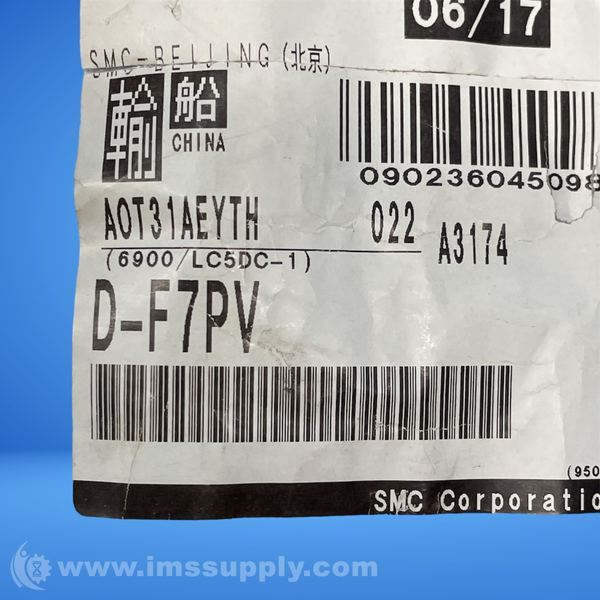 06/17
SMC-BEIJING (北京)
輸 船
CHINA
090236045098
AOT31AEYTH 022 A3174
(6900/LC5DC-1)
D-F7PV
(950
SMC Corporatio
www.imssupply.com